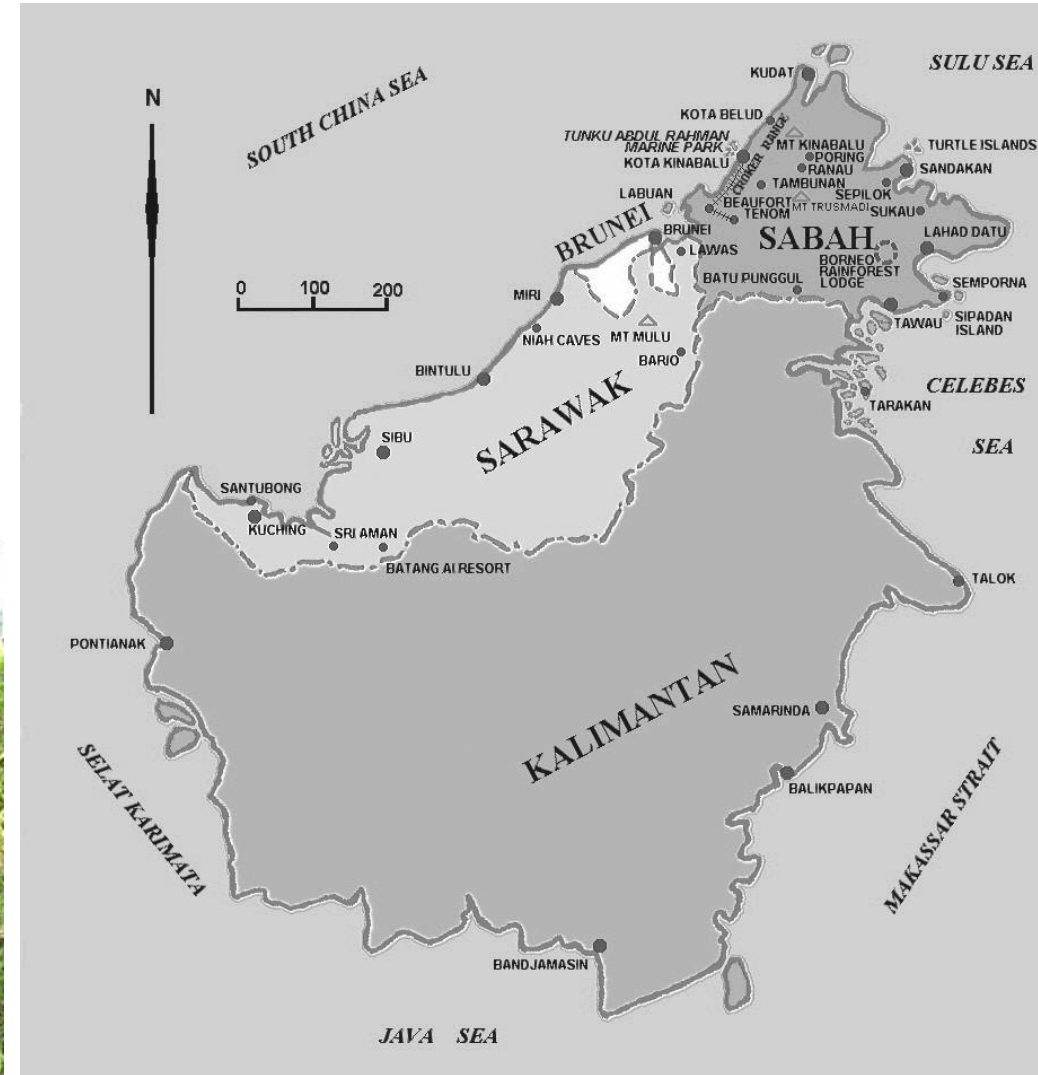 KUDAT
SULU SEA
N
SOUTH CHINA SEA
KOTA BELUD
TUNKU ABDUL RAHMAN
MARINE PARK
KOTA KINABALU
CROKER RANGE
MT KINABALU
PORING
RANAU
TURTLE ISLANDS
SANDAKAN
TAMBUNAN
SEPILOK
LABUAN
BEAUFORT
MT TRUSMADI
SUKAU
TENOM
BRUNEI
BRUNEI
SABAH
LAHAD DATU
LAWAS
BORNEO
RAINFOREST
LODGE
BATU PUNGGUL
SEMPORNA
0 100 200
MIRI
TAWAU
SIPADAN
ISLAND
NIAH CAVES
MT MULU
BARIO
BINTULU
CELEBES
SEA
TARAKAN
SARAWAK
SIBU
SANTUBONG
KUCHING
SRI AMAN
BATANG AI RESORT
TALOK
PONTIANAK
KALIMANTAN
SAMARINDA
BALIKPAPAN
SELAT KARIMATA
MAKASSAR STRAIT
BANDJAMASIN
JAVA SEA